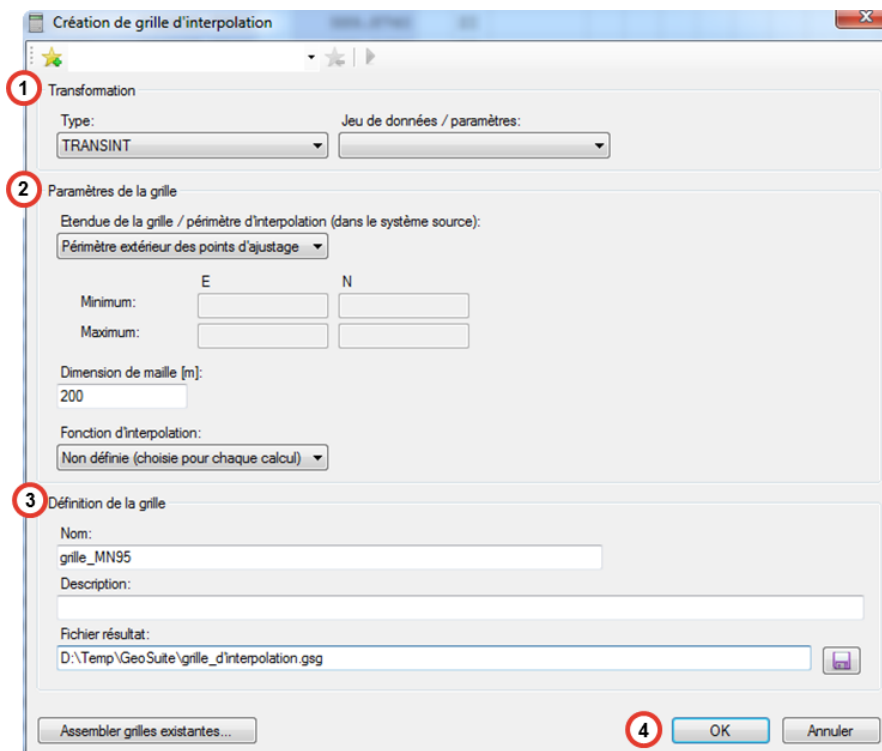 Création de grille d'interpolation
1
Transformation
Type: Jeu de données / paramètres:
TRANSINT
2
Paramètres de la grille
Etendue de la grille / périmètre d'interpolation (dans le système source):
Périmètre extérieur des points d'ajustage
E N
Minimum:
Maximum:
Dimension de maille [m]:
200
Fonction d'interpolation:
Non définie (choisie pour chaque calcul)
3
Définition de la grille
Nom:
grille_MN95
Description:
Fichier résultat:
D:\Temp\GeoSuite\grille_d'interpolation.gsg
Assembler grilles existantes... 4 OK Annuler